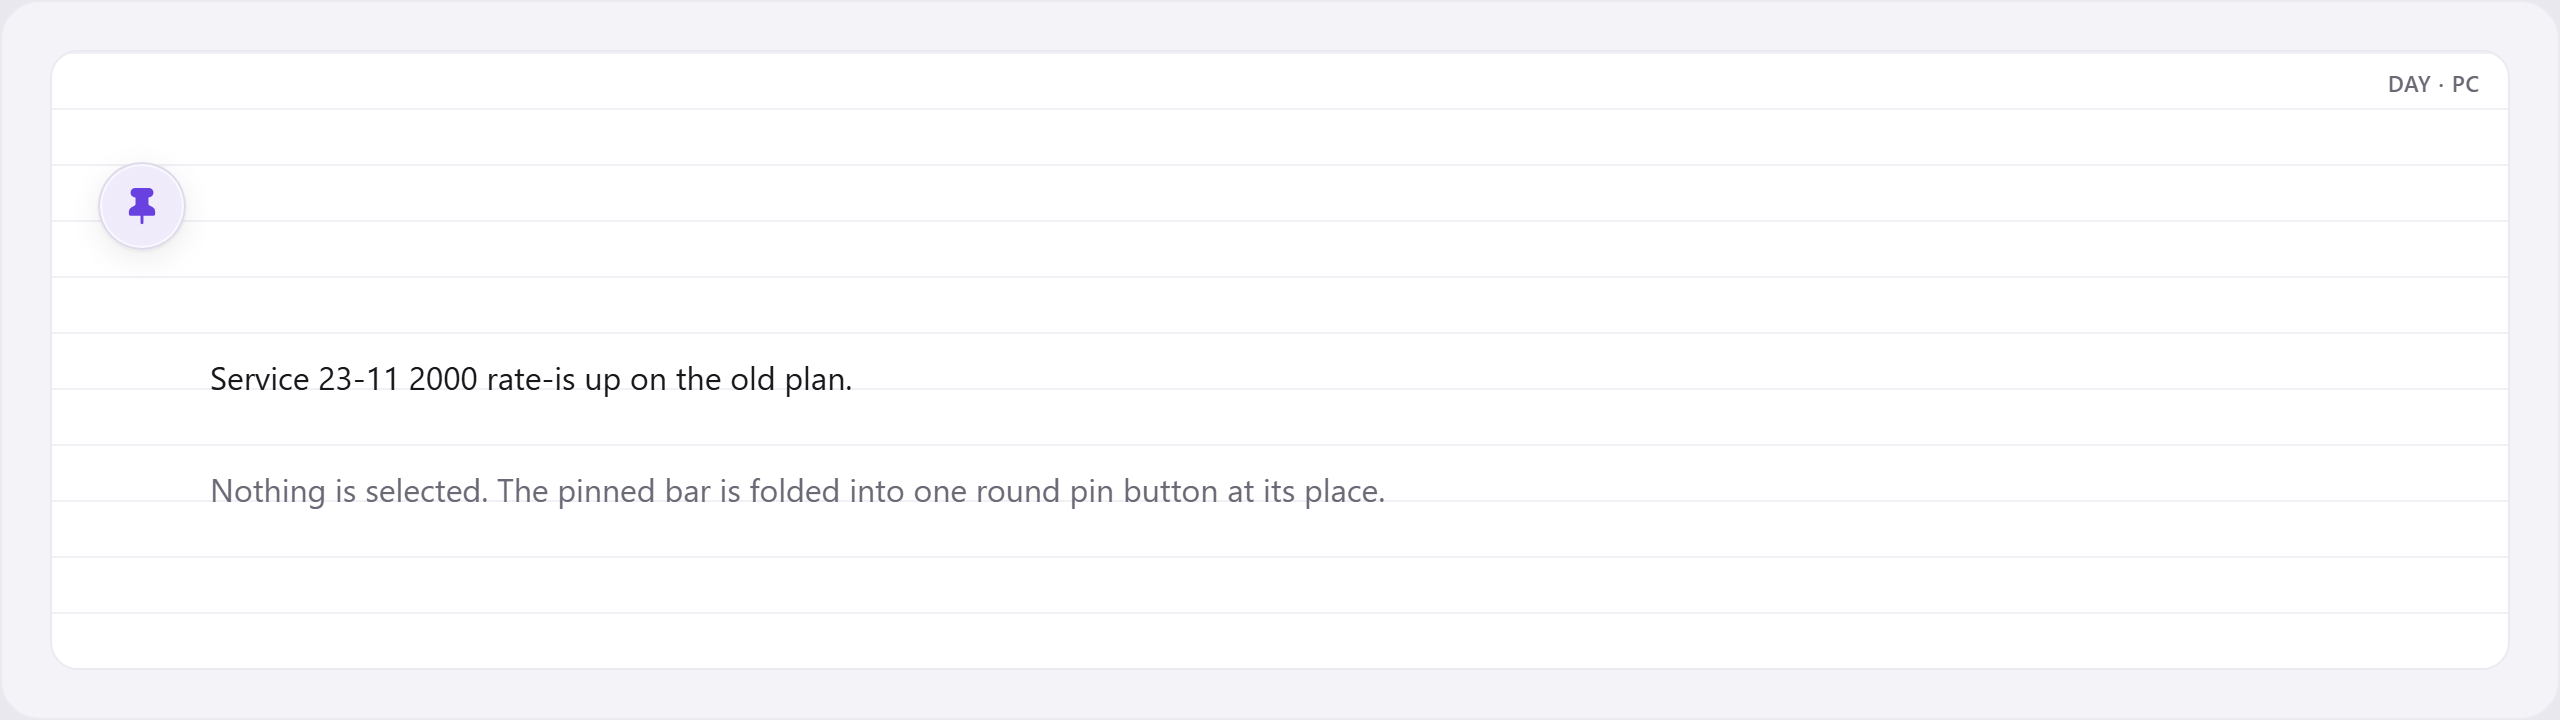 DAY · PC
Service 23-11 2000 rate-is up on the old plan.
Nothing is selected. The pinned bar is folded into one round pin button at its place.